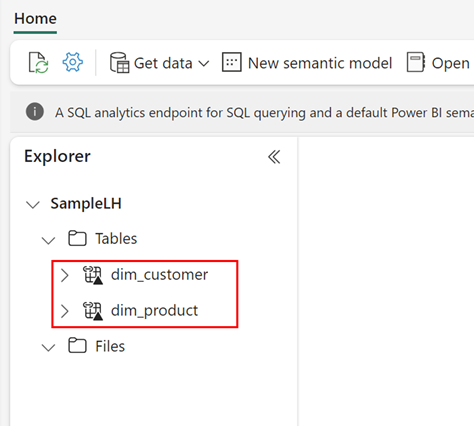 Home
Get data New semantic model Open
A SQL analytics endpoint for SQL querying and a default Power BI sema
Explorer
SampleLH
Tables
dim_customer
dim_product
Files